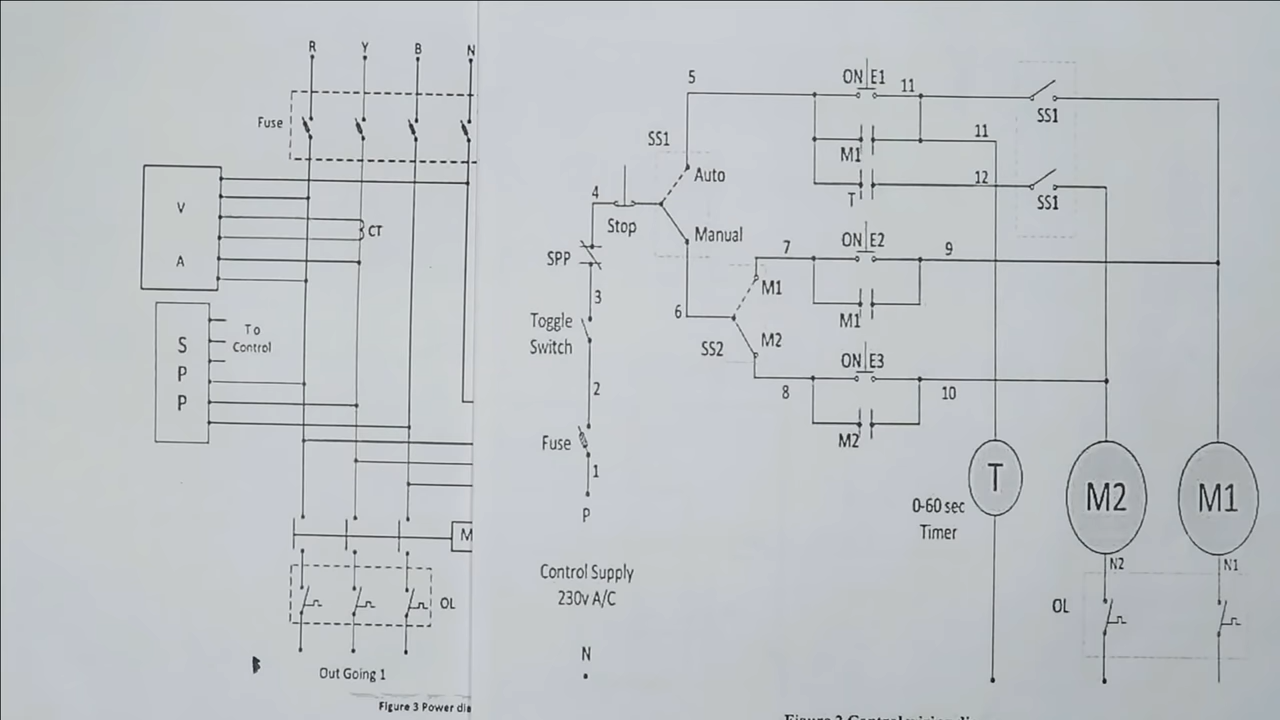 R Y B N
Fuse
V
A
CT
S
P
P
To
Control
M
OL
Out Going 1
Figure 3 Power
5
SS1
Auto
4
Stop
Manual
SPP
3
Toggle
Switch
2
Fuse
1
P
Control Supply
230v A/C
N
6
SS2
M1
M2
7
8
ON E1
11
SS1
11
M1
12
T
SS1
ON E2
9
M1
ON E3
10
M2
T
0-60 sec
Timer
M2
M1
N2
N1
OL